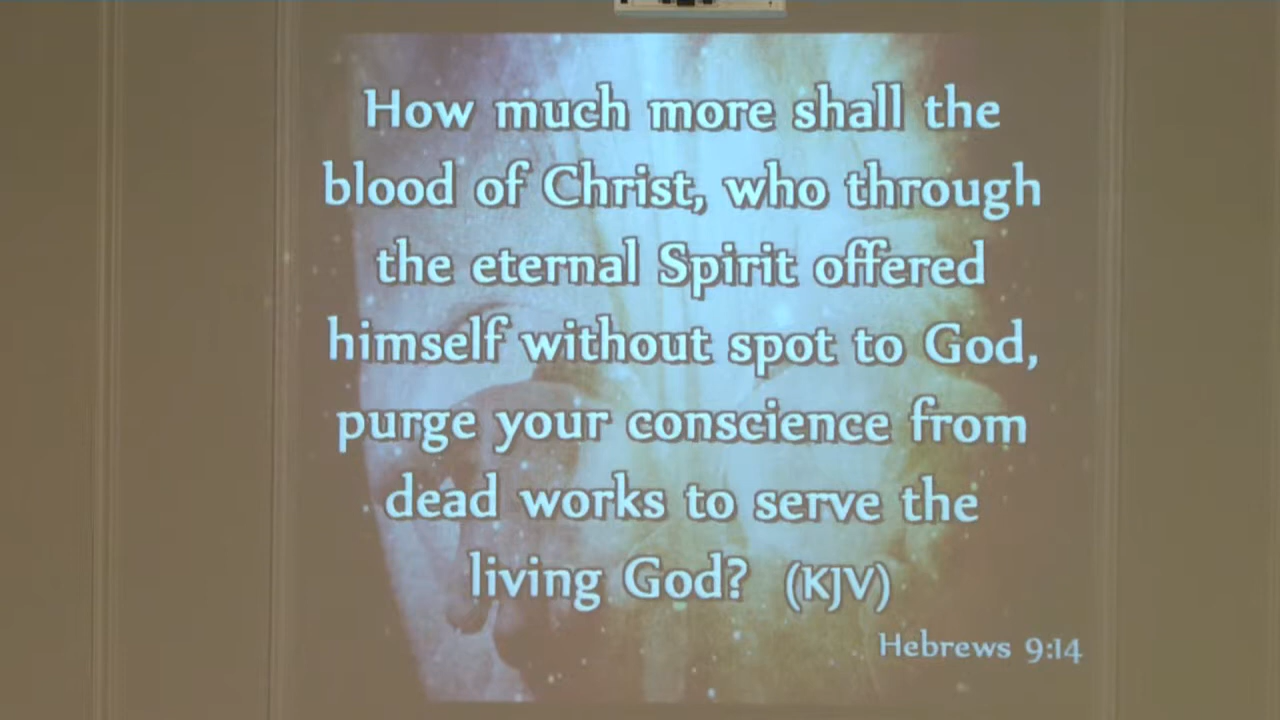 How much more shall the
blood of Christ, who through
the eternal Spirit offered
himself without spot to God,
purge your conscience from
dead works to serve the
living God? (KJV)
Hebrews 9:14